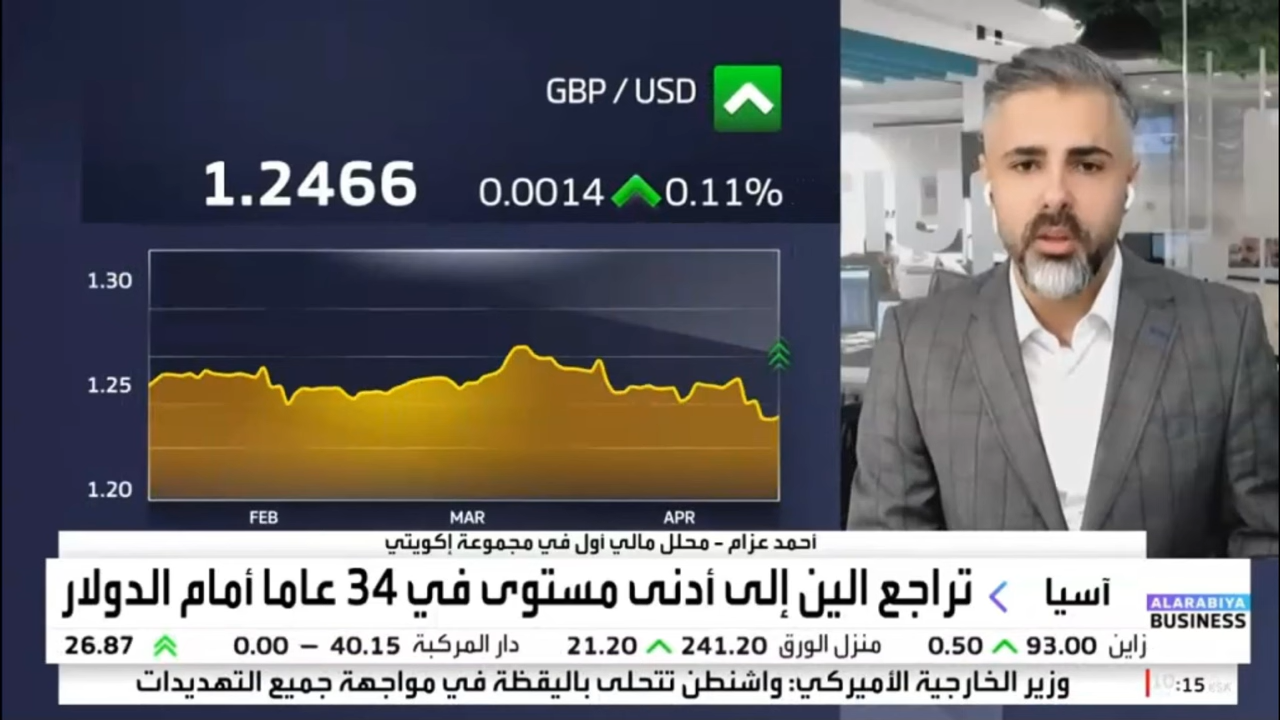 GBP / USD
1.2466 0.0014 0.11%
1.30
1.25
1.20
FEB MAR APR
أحمد عزام - محلل مالي أول في مجموعة إكويتي
آسيا
تراجع الين إلى أدنى مستوى في 34 عاما أمام الدولار
ALARABIYA
BUSINESS
زاين 93.00 0.50 منزل الورق 241.20 21.20 دار المركبة 40.15 – 0.00 26.87
وزير الخارجية الأميركي: واشنطن تتحلى باليقظة في مواجهة جميع التهديدات
:15 KSA